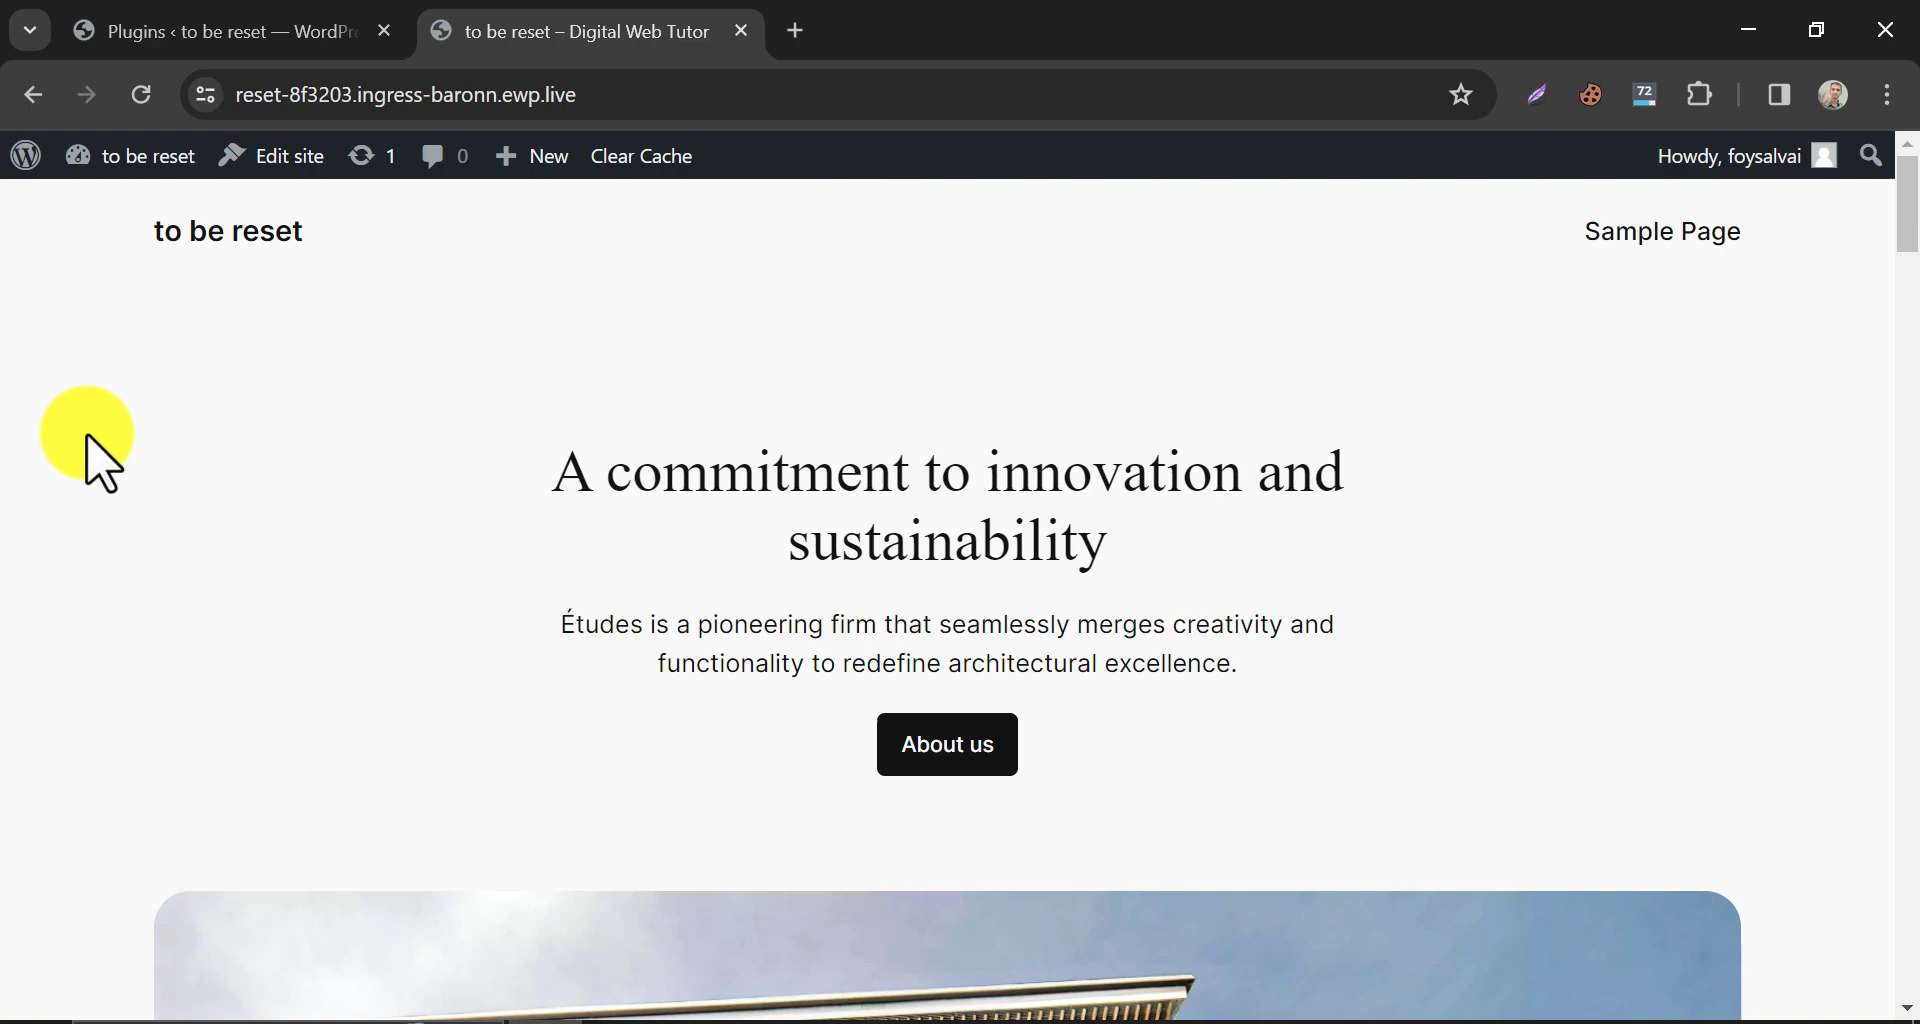 Plugins ‹ to be reset — WordPr
to be reset – Digital Web Tutor
reset-8f3203.ingress-baronn.ewp.live
72
to be reset
Edit site
1
0
New
Clear Cache
Howdy, foysalvai
to be reset
Sample Page
A commitment to innovation and
sustainability
Études is a pioneering firm that seamlessly merges creativity and
functionality to redefine architectural excellence.
About us